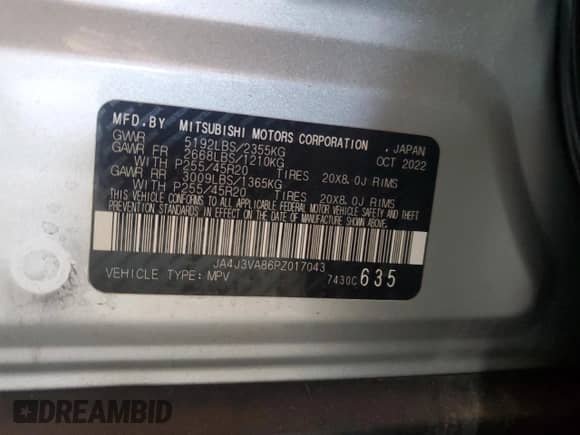 MFD.BY MITSUBISHI MOTORS CORPORATION , JAPAN
GVWR 5192LBS/2355KG OCT 2022
GAWR FR 2668LBS/1210KG
WITH P255/45R20 TIRES 20X8.0J RIMS
GAWR RR 3009LBS/1365KG
WITH P255/45R20 TIRES 20X8.0J RIMS
THIS VEHICLE CONFORMS TO ALL APPLICABLE FEDERAL MOTOR VEHICLE SAFETY AND THEFT
PREVENTION STANDARDS IN EFFECT ON THE DATE OF MANUFACTURE SHOWN ABOVE.
JA4J3VA86PZ017043
VEHICLE TYPE:MPV 7430C 635
DREAMBID